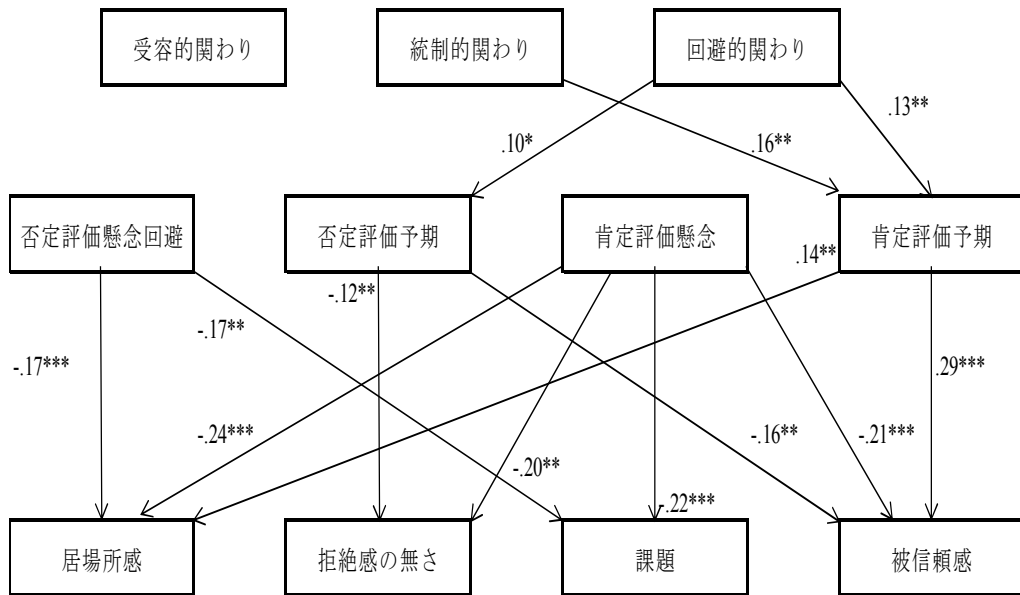 受容的関わり
統制的関わり
回避的関わり
.13**
.10*
.16**
否定評価懸念回避
否定評価予期
肯定評価懸念
肯定評価予期
.14**
-.12**
-.17**
-.17***
.29***
-.24***
-.16**
-.21***
-.20**
-.22***
居場所感
拒絶感の無さ
課題
被信頼感